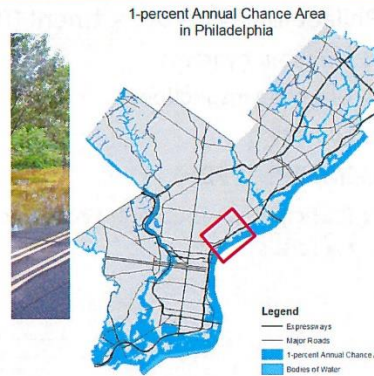 1-percent Annual Chance Area
in Philadelphia
Legend
Expressways
Major Roads
1-percent Annual Chance
Bodies of Water